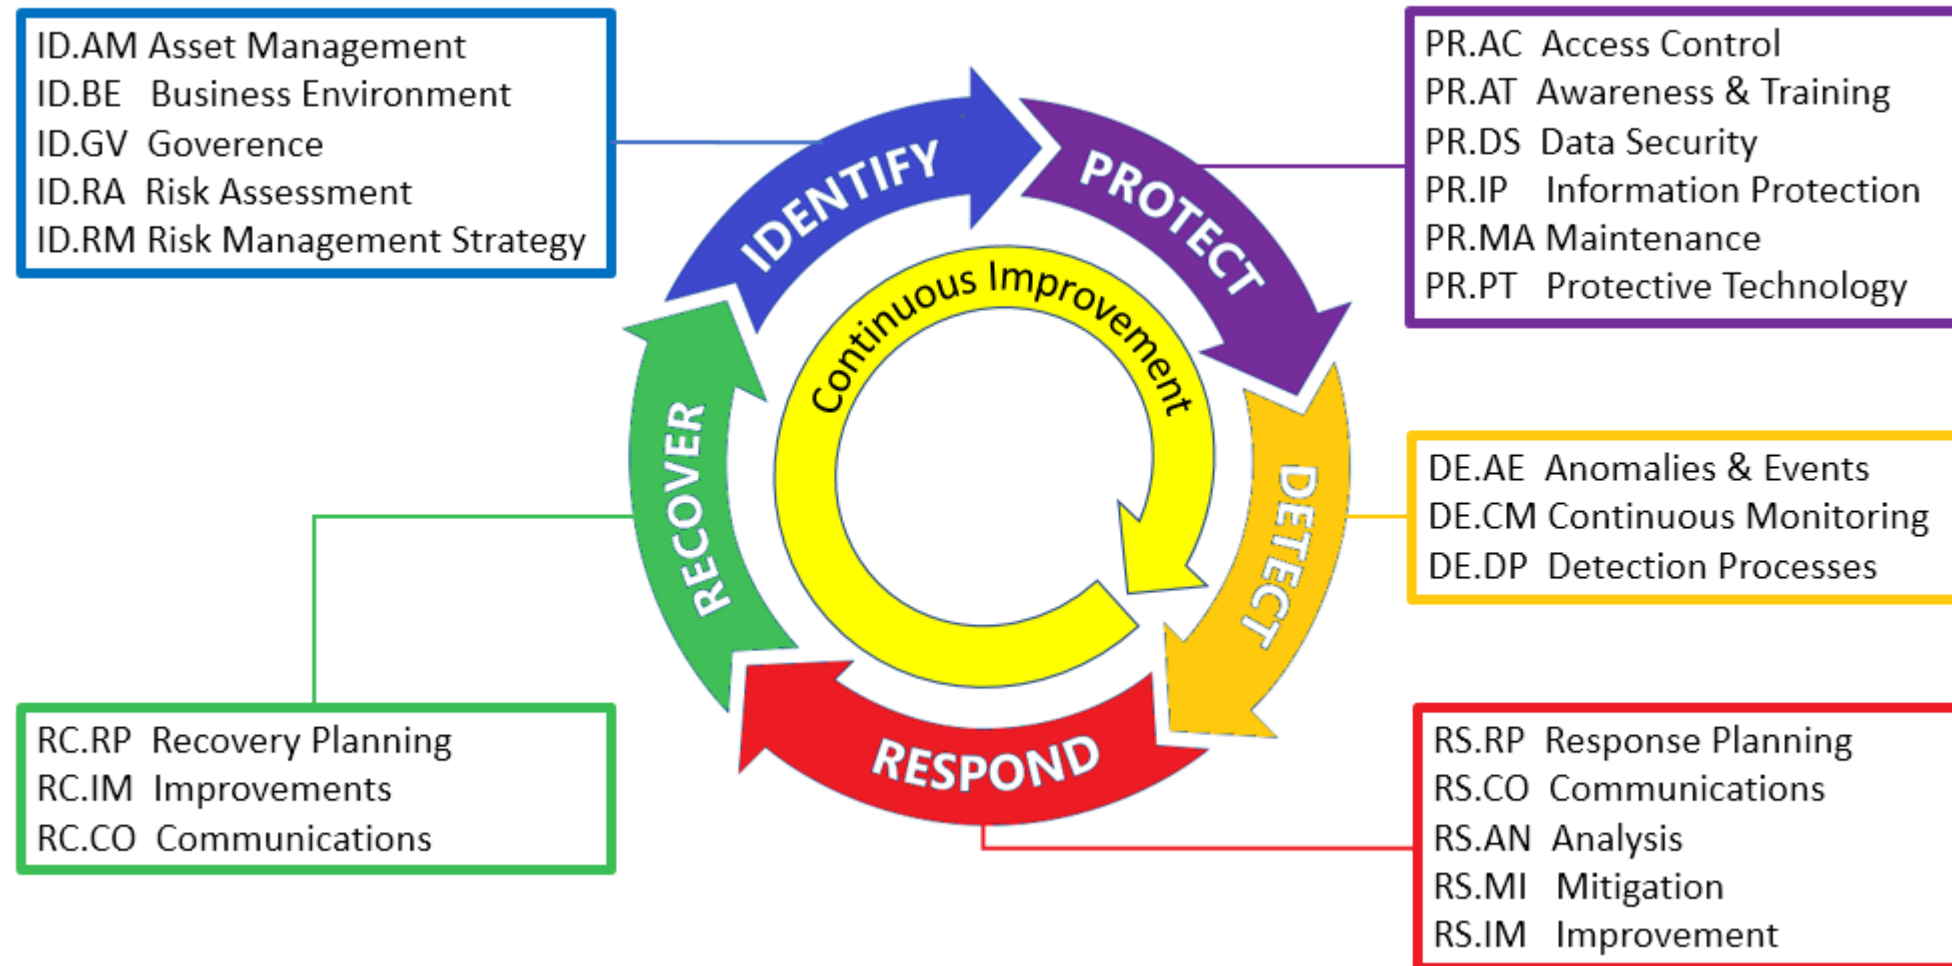 ID.AM Asset Management
ID.BE Business Environment
ID.GV Goverence
ID.RA Risk Assessment
ID.RM Risk Management Strategy
IDENTIFY
PROTECT
DETECT
RESPOND
RECOVER
Continuous Improvement
PR.AC Access Control
PR.AT Awareness & Training
PR.DS Data Security
PR.IP Information Protection
PR.MA Maintenance
PR.PT Protective Technology
DE.AE Anomalies & Events
DE.CM Continuous Monitoring
DE.DP Detection Processes
RS.RP Response Planning
RS.CO Communications
RS.AN Analysis
RS.MI Mitigation
RS.IM Improvement
RC.RP Recovery Planning
RC.IM Improvements
RC.CO Communications